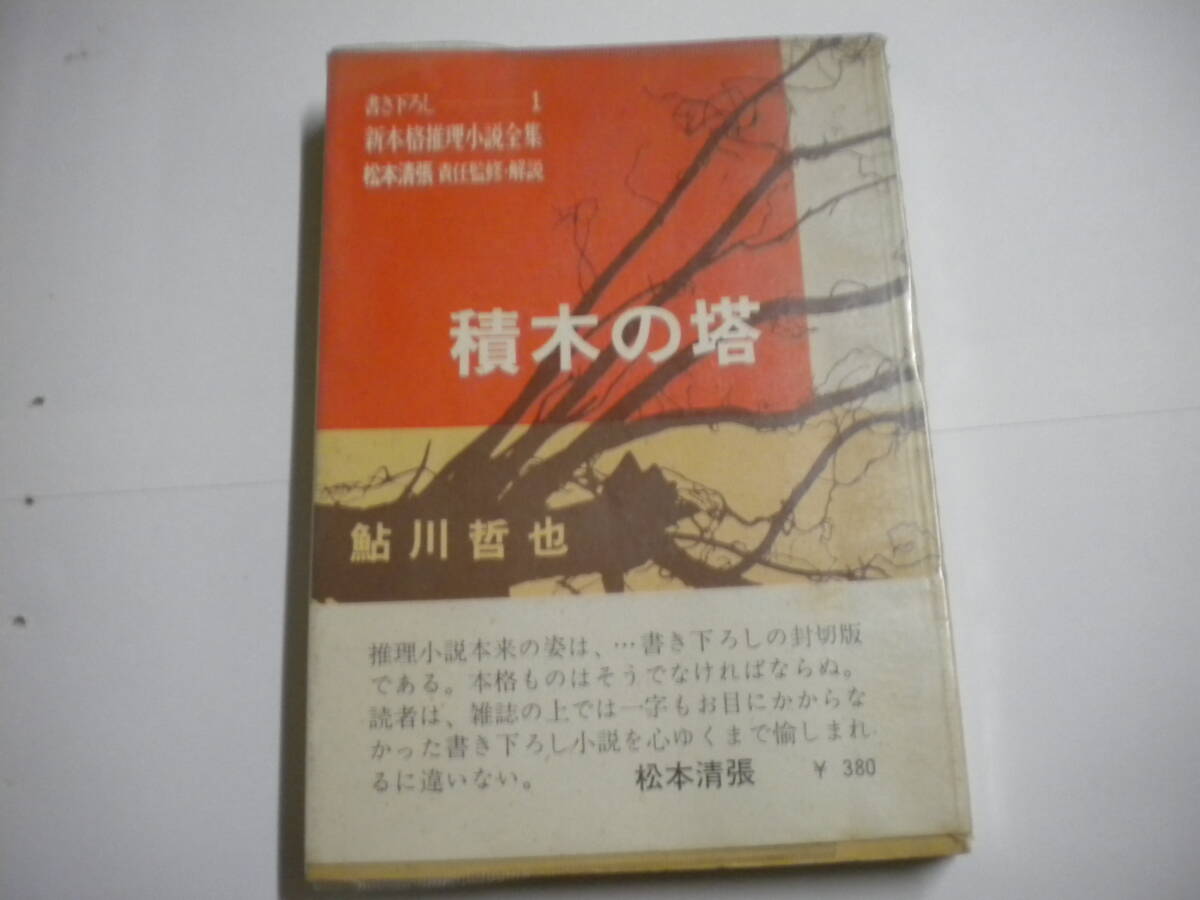 書き下ろし 1
新本格推理小説全集
松本清張 責任監修・解説
積木の塔
鮎川哲也
推理小説本来の姿は、…書き下ろしの封切版
である。本格ものはそうでなければならぬ。
読者は、雑誌の上では一字もお目にかからな
かった書き下ろし小説を心ゆくまで愉しまれ
るに違いない。 松本清張 ¥ 380